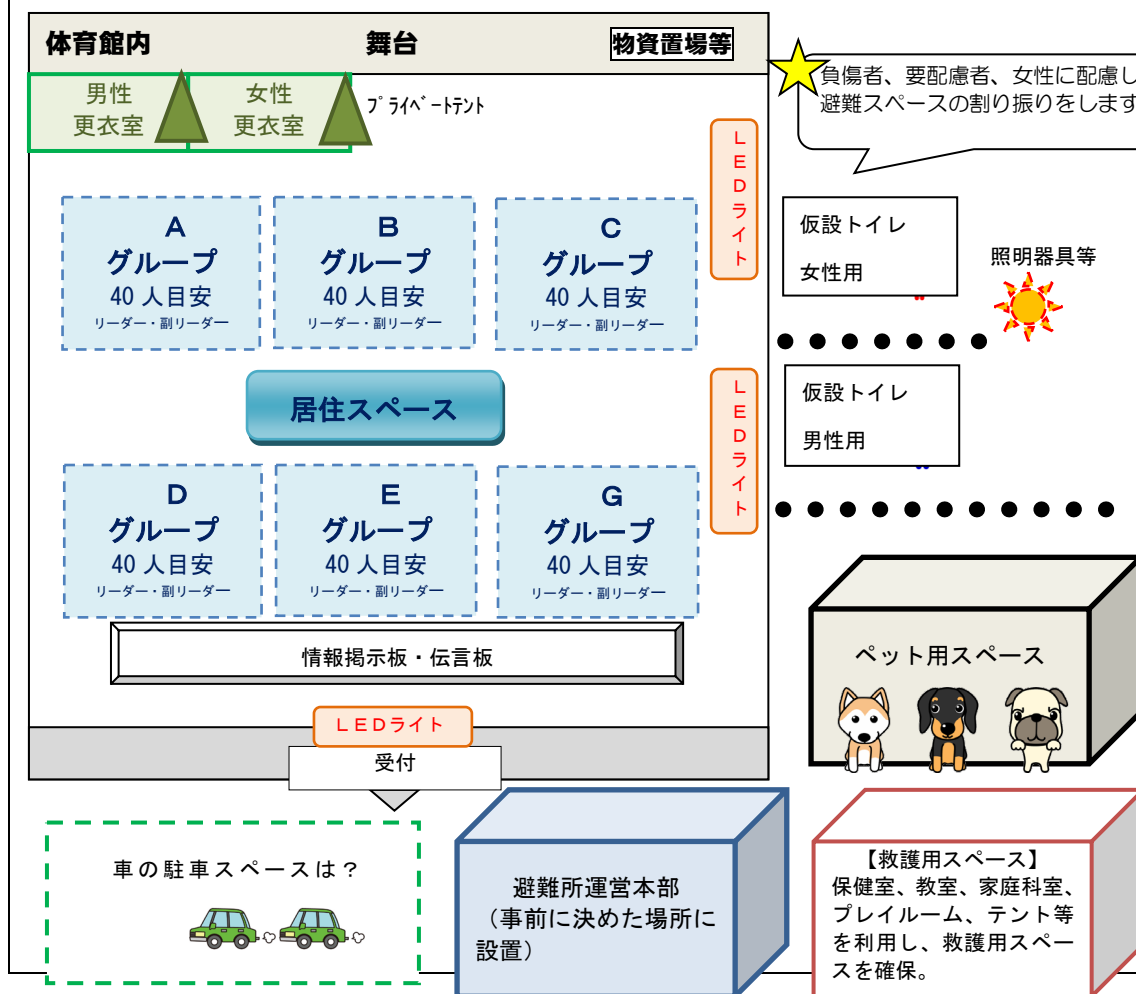 体育館内
舞台
物資置場等
負傷者、要配慮者、女性に配慮し
避難スペースの割り振りをします
男性
更衣室
女性
更衣室
プライベートテント
LEDライト
A
グループ
40人目安
リーダー・副リーダー
B
グループ
40人目安
リーダー・副リーダー
C
グループ
40人目安
リーダー・副リーダー
仮設トイレ
女性用
照明器具等
居住スペース
LEDライト
仮設トイレ
男性用
D
グループ
40人目安
リーダー・副リーダー
E
グループ
40人目安
リーダー・副リーダー
G
グループ
40人目安
リーダー・副リーダー
情報掲示板・伝言板
ペット用スペース
LEDライト
受付
車の駐車スペースは？
避難所運営本部
（事前に決めた場所に
設置）
【救護用スペース】
保健室、教室、家庭科室、
プレイルーム、テント等
を利用し、救護用スペー
スを確保。